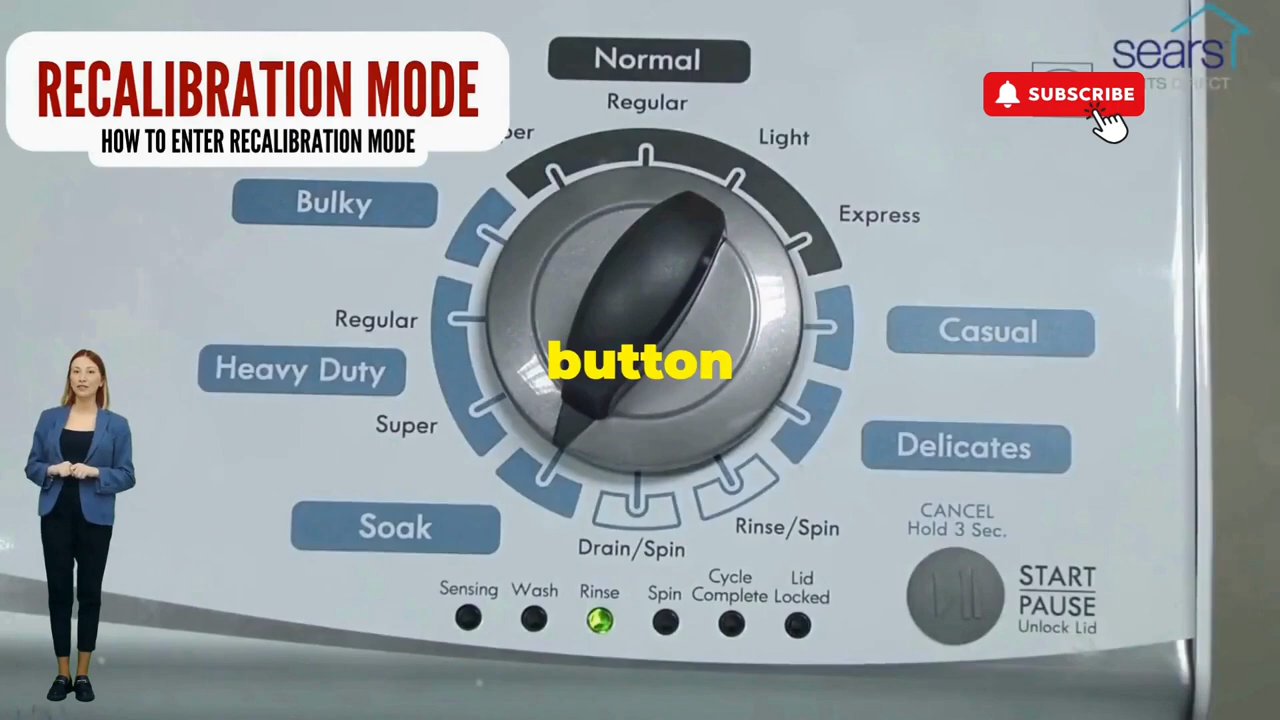 sears
RECALIBRATION MODE
HOW TO ENTER RECALIBRATION MODE
Normal
SUBSCRIBE
Regular
Light
Bulky
Express
Regular
Casual
Heavy Duty
button
Super
Delicates
CANCEL
Hold 3 Sec.
Soak
Rinse/Spin
Drain/Spin
Sensing
Wash
Rinse
Spin
Cycle
Complete
Lid
Locked
START
PAUSE
Unlock Lid